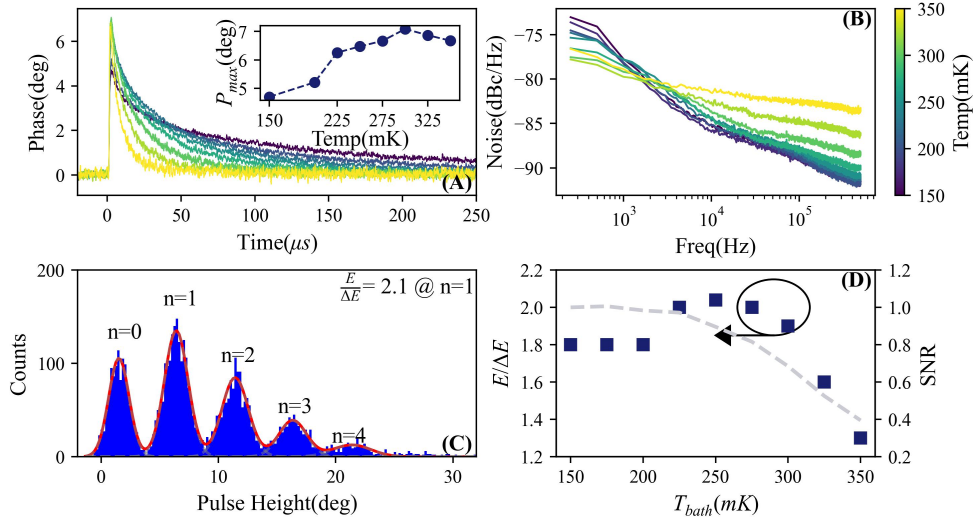 6
4
2
0
Phase(deg)
0
50
100
150
200
250
Time(μs)
(A)
7
6
5
P_max(deg)
150
225
275
325
Temp(mK)
−75
−80
−85
−90
Noise(dBc/Hz)
10^3
10^4
10^5
Freq(Hz)
(B)
350
300
250
200
150
Temp(mK)
200
100
0
Counts
0
10
20
30
Pulse Height(deg)
n=0
n=1
n=2
n=3
n=4
E/ΔE = 2.1 @ n=1
(C)
2.2
2.0
1.8
1.6
1.4
1.2
E/ΔE
150
200
250
300
350
T_bath(mK)
1.2
1.0
0.8
0.6
0.4
0.2
SNR
(D)